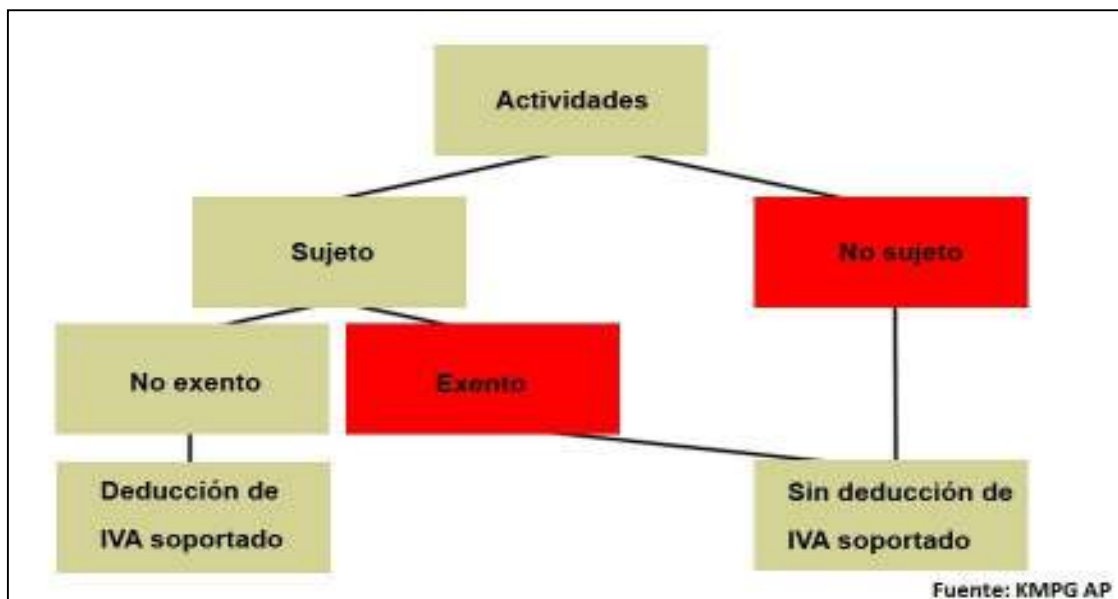 Actividades
Sujeto
No sujeto
No exento
Exento
Deducción de
IVA soportado
Sin deducción de
IVA soportado
Fuente: KMPG AP